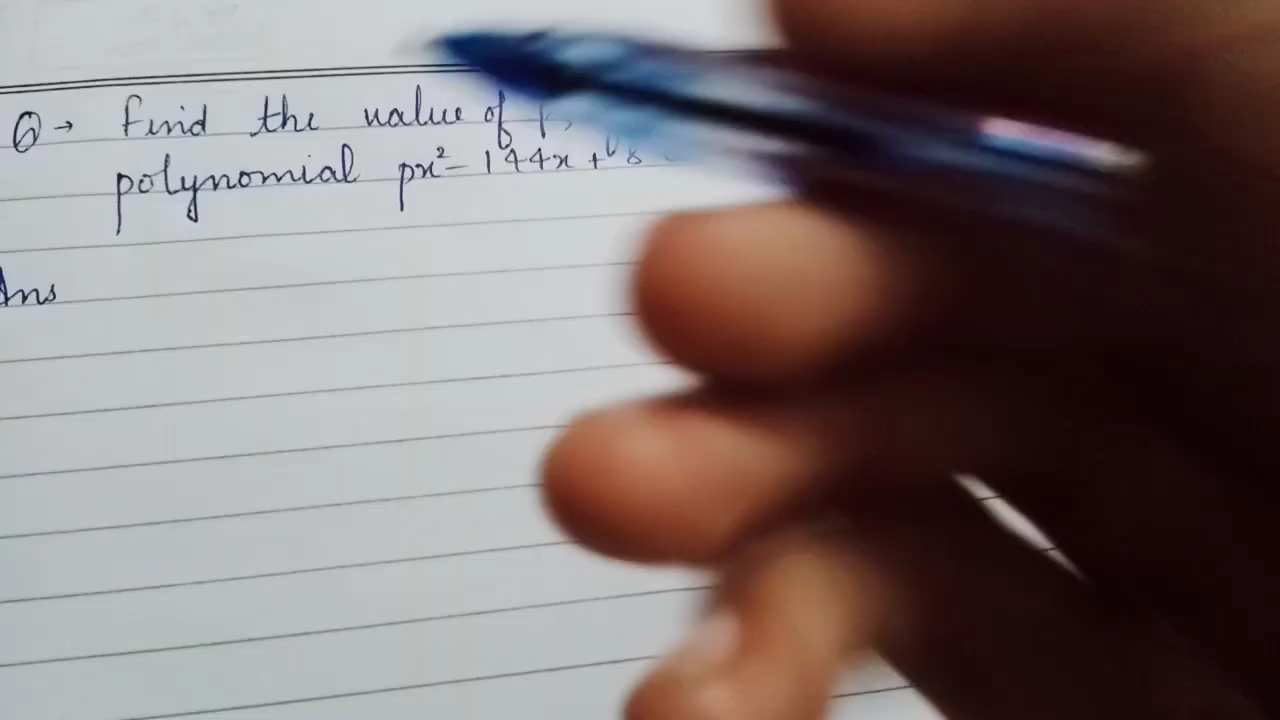 Q→ Find the value of
polynomial px² - 144x +
Ans